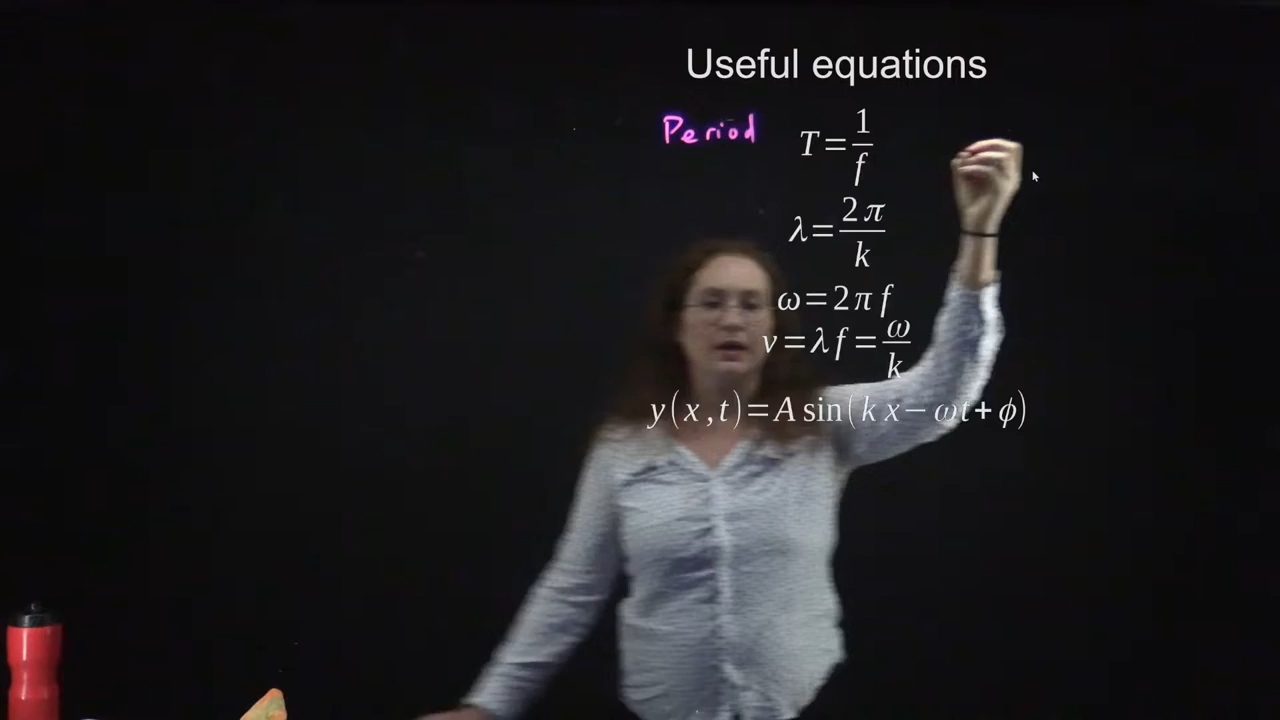 Useful equations
Period T = 1/f
λ = 2π/k
ω = 2πf
v = λf = ω/k
y(x,t) = A sin(kx − ωt + ϕ)